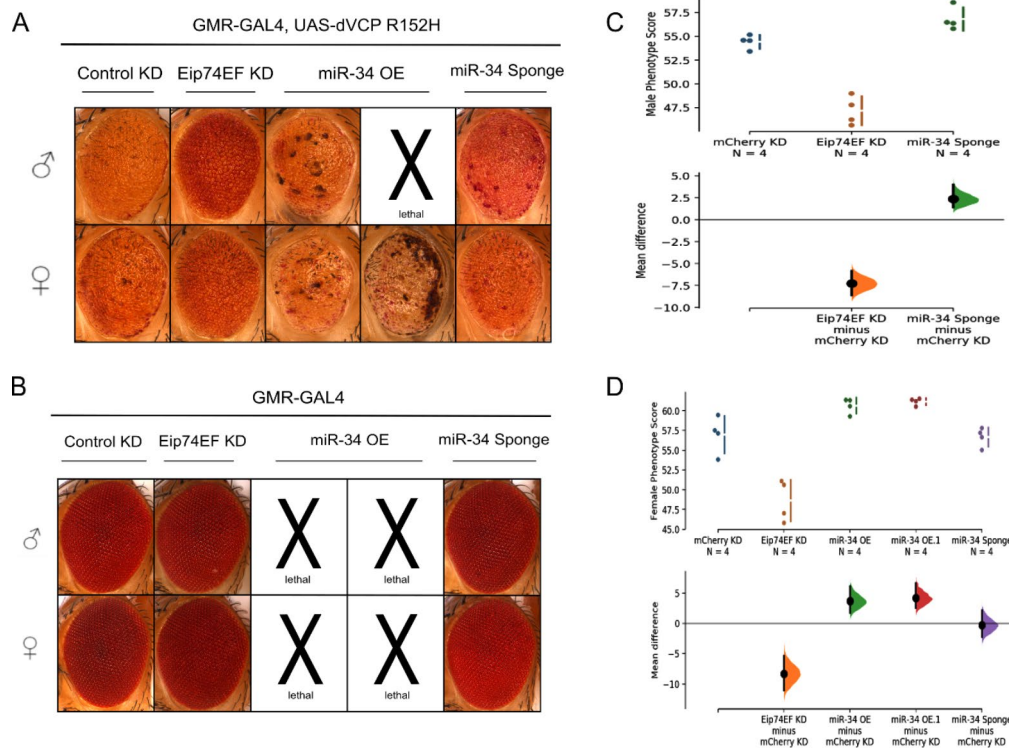 A
GMR-GAL4, UAS-dVCP R152H
Control KD Eip74EF KD miR-34 OE miR-34 Sponge
♂
X
lethal
♀
B
GMR-GAL4
Control KD Eip74EF KD miR-34 OE miR-34 Sponge
♂
X X
lethal lethal
♀
X X
lethal lethal
C
Male Phenotype Score
57.5
55.0
52.5
50.0
47.5
mCherry KD Eip74EF KD miR-34 Sponge
N = 4 N = 4 N = 4
Mean difference
5.0
2.5
0.0
−2.5
−5.0
−7.5
−10.0
Eip74EF KD miR-34 Sponge
minus minus
mCherry KD mCherry KD
D
Female Phenotype Score
60.0
57.5
55.0
52.5
50.0
47.5
45.0
mCherry KD Eip74EF KD miR-34 OE miR-34 OE.1 miR-34 Sponge
N = 4 N = 4 N = 4 N = 4 N = 4
Mean difference
5
0
−5
−10
Eip74EF KD miR-34 OE miR-34 OE.1 miR-34 Sponge
minus minus minus minus
mCherry KD mCherry KD mCherry KD mCherry KD